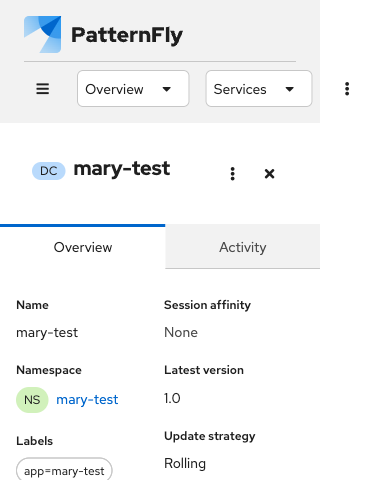 PatternFly
Overview
Services
DC
mary-test
Overview
Activity
Name
mary-test
Session affinity
None
Namespace
NS mary-test
Latest version
1.0
Labels
app=mary-test
Update strategy
Rolling